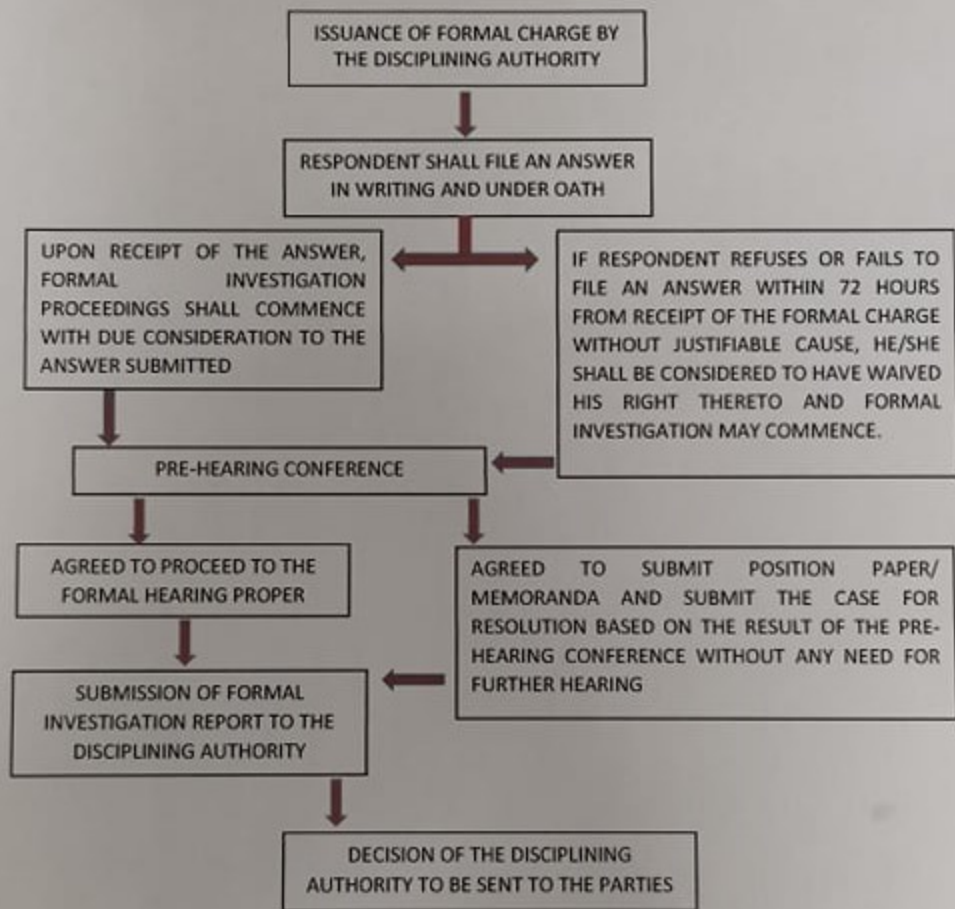 ISSUANCE OF FORMAL CHARGE BY
THE DISCIPLINING AUTHORITY
RESPONDENT SHALL FILE AN ANSWER
IN WRITING AND UNDER OATH
UPON RECEIPT OF THE ANSWER,
FORMAL INVESTIGATION
PROCEEDINGS SHALL COMMENCE
WITH DUE CONSIDERATION TO THE
ANSWER SUBMITTED
IF RESPONDENT REFUSES OR FAILS TO
FILE AN ANSWER WITHIN 72 HOURS
FROM RECEIPT OF THE FORMAL CHARGE
WITHOUT JUSTIFIABLE CAUSE, HE/SHE
SHALL BE CONSIDERED TO HAVE WAIVED
HIS RIGHT THERETO AND FORMAL
INVESTIGATION MAY COMMENCE.
PRE-HEARING CONFERENCE
AGREED TO PROCEED TO THE
FORMAL HEARING PROPER
AGREED TO SUBMIT POSITION PAPER/
MEMORANDA AND SUBMIT THE CASE FOR
RESOLUTION BASED ON THE RESULT OF THE PRE-
HEARING CONFERENCE WITHOUT ANY NEED FOR
FURTHER HEARING
SUBMISSION OF FORMAL
INVESTIGATION REPORT TO THE
DISCIPLINING AUTHORITY
DECISION OF THE DISCIPLINING
AUTHORITY TO BE SENT TO THE PARTIES